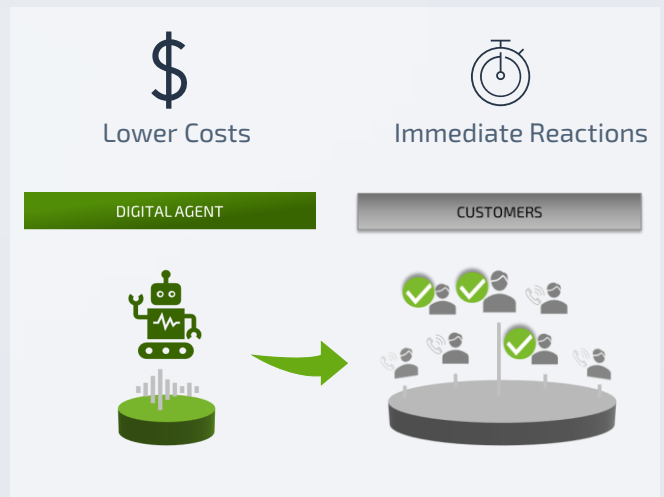 Lower Costs
Immediate Reactions
DIGITAL AGENT
CUSTOMERS